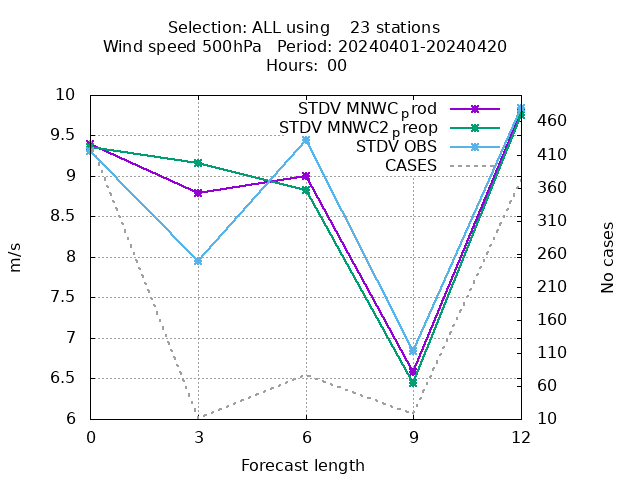 Selection: ALL using    23 stations
Wind speed 500hPa   Period: 20240401-20240420
Hours:  00
STDV MNWC_prod
STDV MNWC2_preop
STDV OBS
CASES
10
9.5
9
8.5
8
7.5
7
6.5
6
460
410
360
310
260
210
160
110
60
10
m/s
No cases
0 3 6 9 12
Forecast length